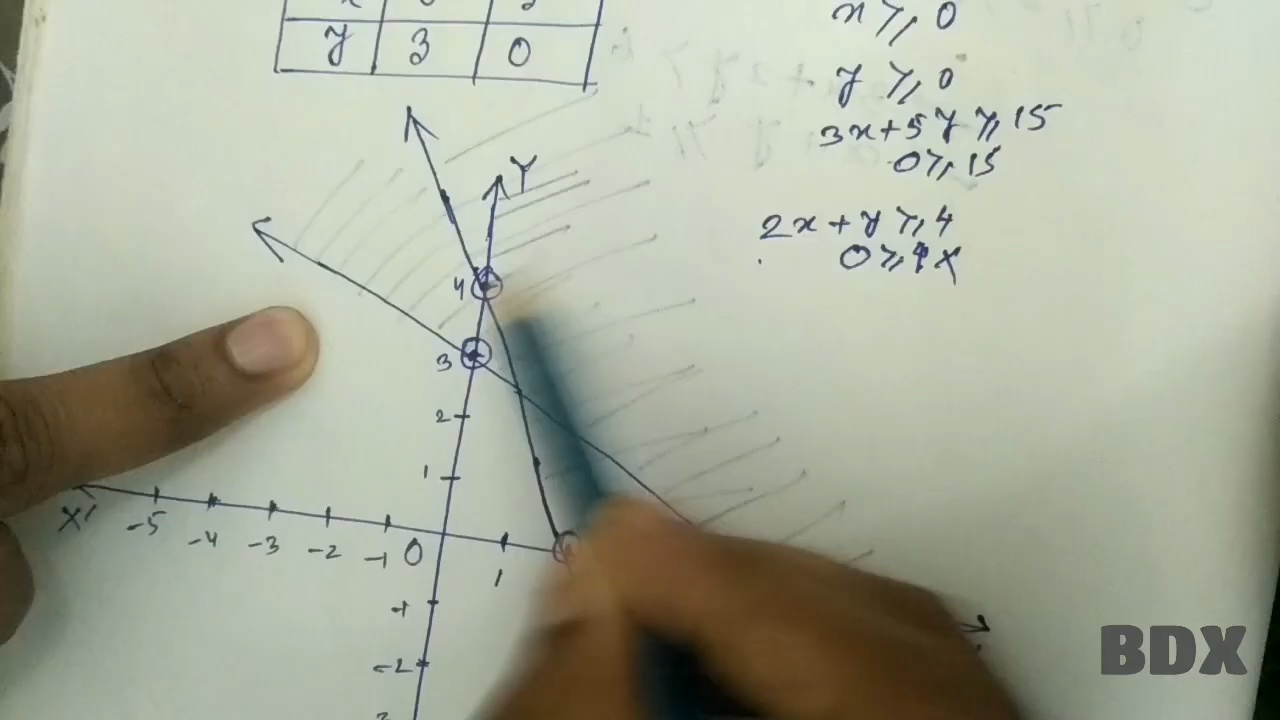 y 3 0
x ≥ 0
y ≥ 0
3x+5y ≥ 15
0 ≥ 15
2x + y ≥ 4
0 ≥ 4 x
Y
4
3
2
1
X' -5 -4 -3 -2 -1 0 1
-1
-2
BDX